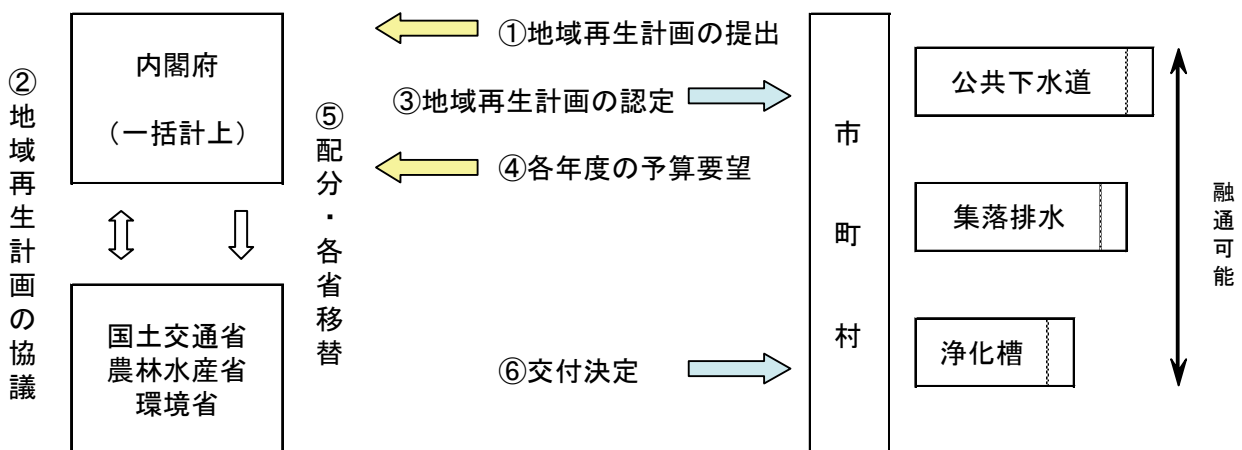 ②地域再生計画の協議
内閣府
（一括計上）
国土交通省
農林水産省
環境省
⑤配分・各省移替
①地域再生計画の提出
③地域再生計画の認定
④各年度の予算要望
⑥交付決定
市町村
公共下水道
集落排水
浄化槽
融通可能